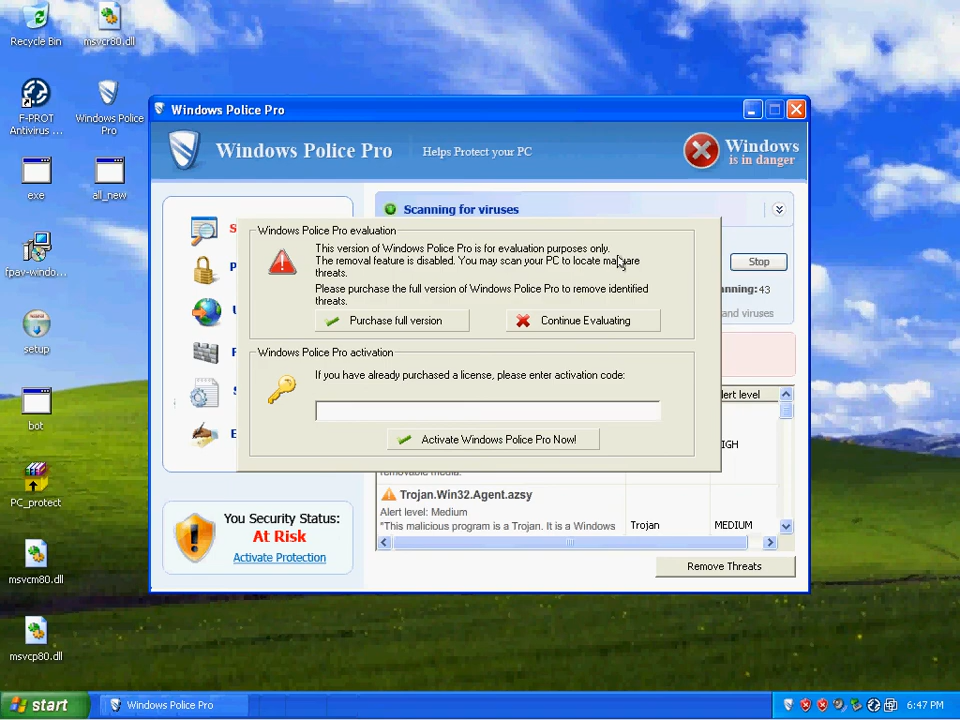 Recycle Bin
msvcr80.dll
F-PROT
Antivirus ...
Windows Police
Pro
exe
all_new
fpav-windo...
setup
bot
PC_protect
msvcm80.dll
msvcp80.dll
Windows Police Pro
Windows Police Pro
Helps Protect your PC
Windows
is in danger
Scanning for viruses
Stop
43
and viruses
Windows Police Pro evaluation
This version of Windows Police Pro is for evaluation purposes only.
The removal feature is disabled. You may scan your PC to locate malware
threats.
Please purchase the full version of Windows Police Pro to remove identified
threats.
Purchase full version
Continue Evaluating
Windows Police Pro activation
If you have already purchased a license, please enter activation code:
Activate Windows Police Pro Now!
level
removable media.
Trojan.Win32.Agent.azsy
Alert level: Medium
"This malicious program is a Trojan. It is a Windows
Trojan
MEDIUM
You Security Status:
At Risk
Activate Protection
Remove Threats
start
Windows Police Pro
6:47 PM